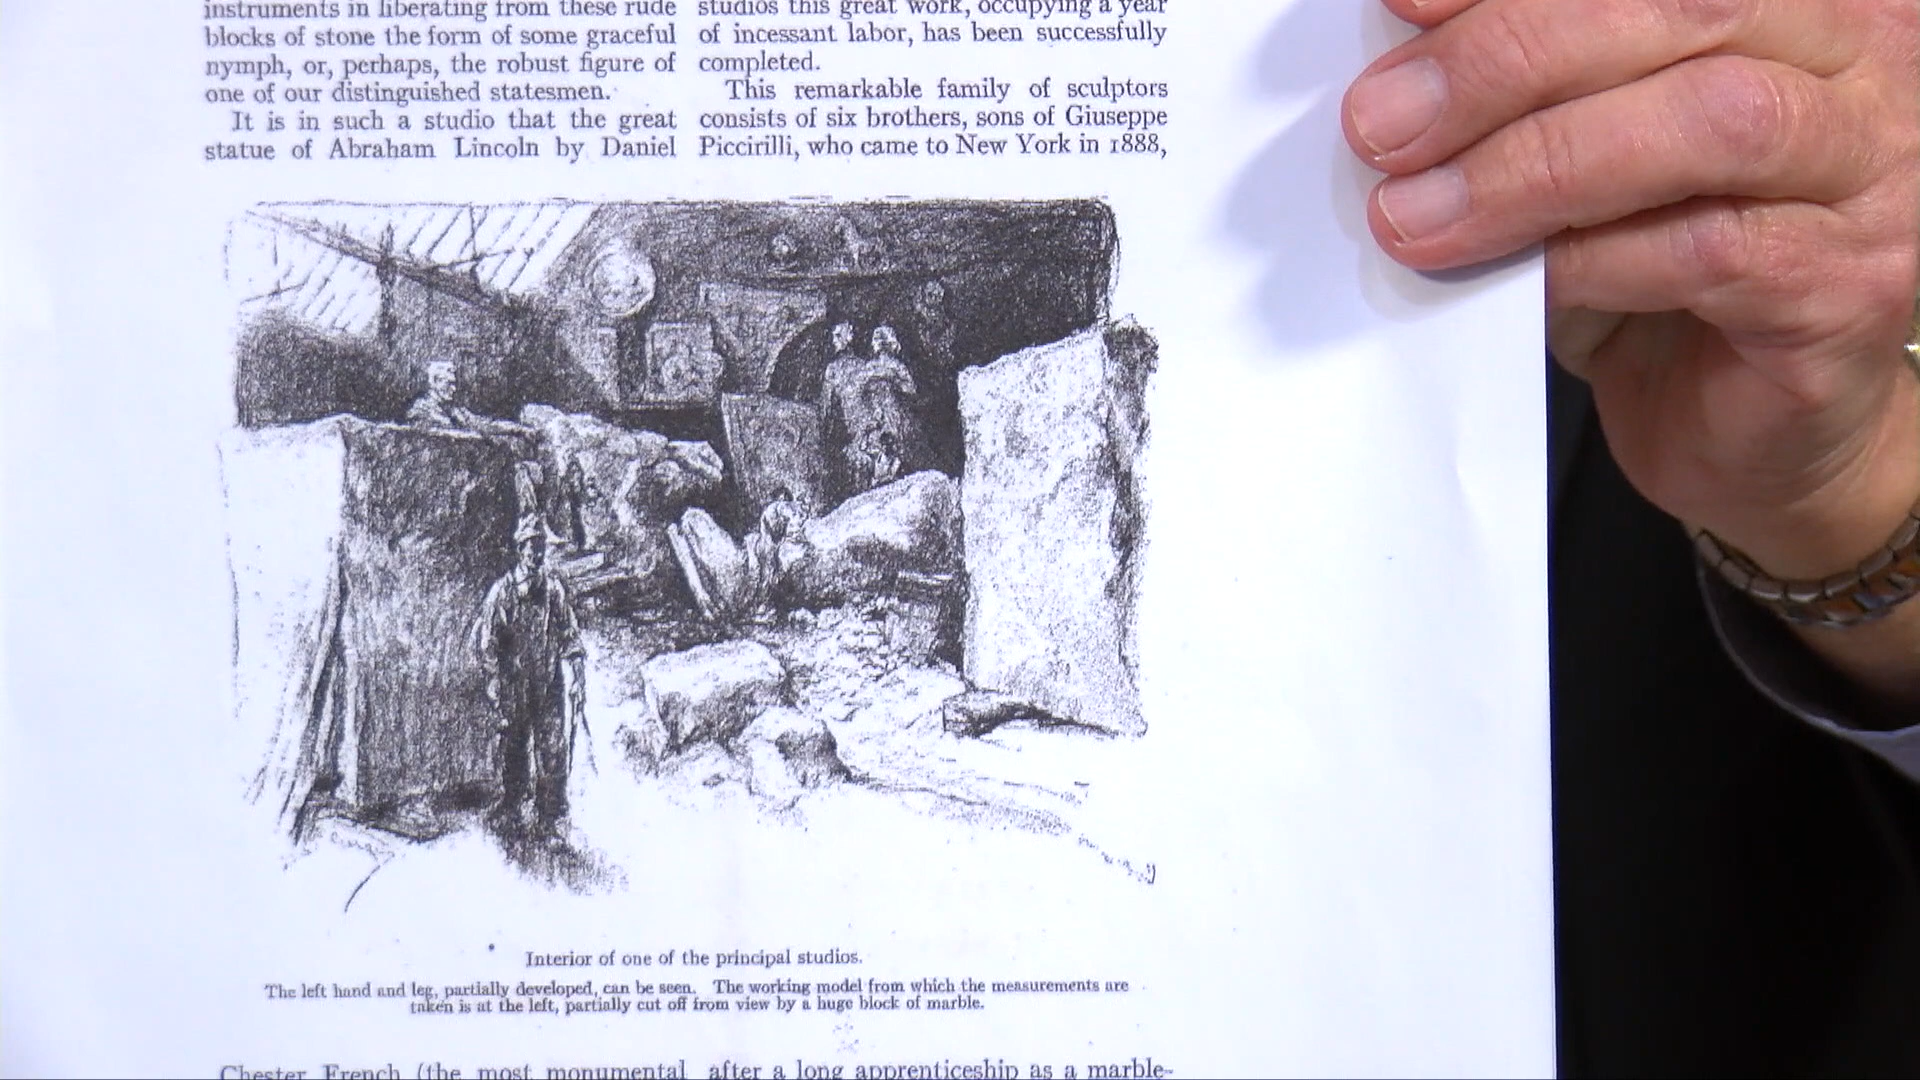 instruments in liberating from these rude
blocks of stone the form of some graceful
nymph, or, perhaps, the robust figure of
one of our distinguished statesmen.
It is in such a studio that the great
statue of Abraham Lincoln by Daniel
studios this great work, occupying a year
of incessant labor, has been successfully
completed.
This remarkable family of sculptors
consists of six brothers, sons of Giuseppe
Piccirilli, who came to New York in 1888,
Interior of one of the principal studios.
The left hand and leg, partially developed, can be seen. The working model from which the measurements are
taken is at the left, partially cut off from view by a huge block of marble.
Chester French (the most monumental
after a long apprenticeship as a marble-